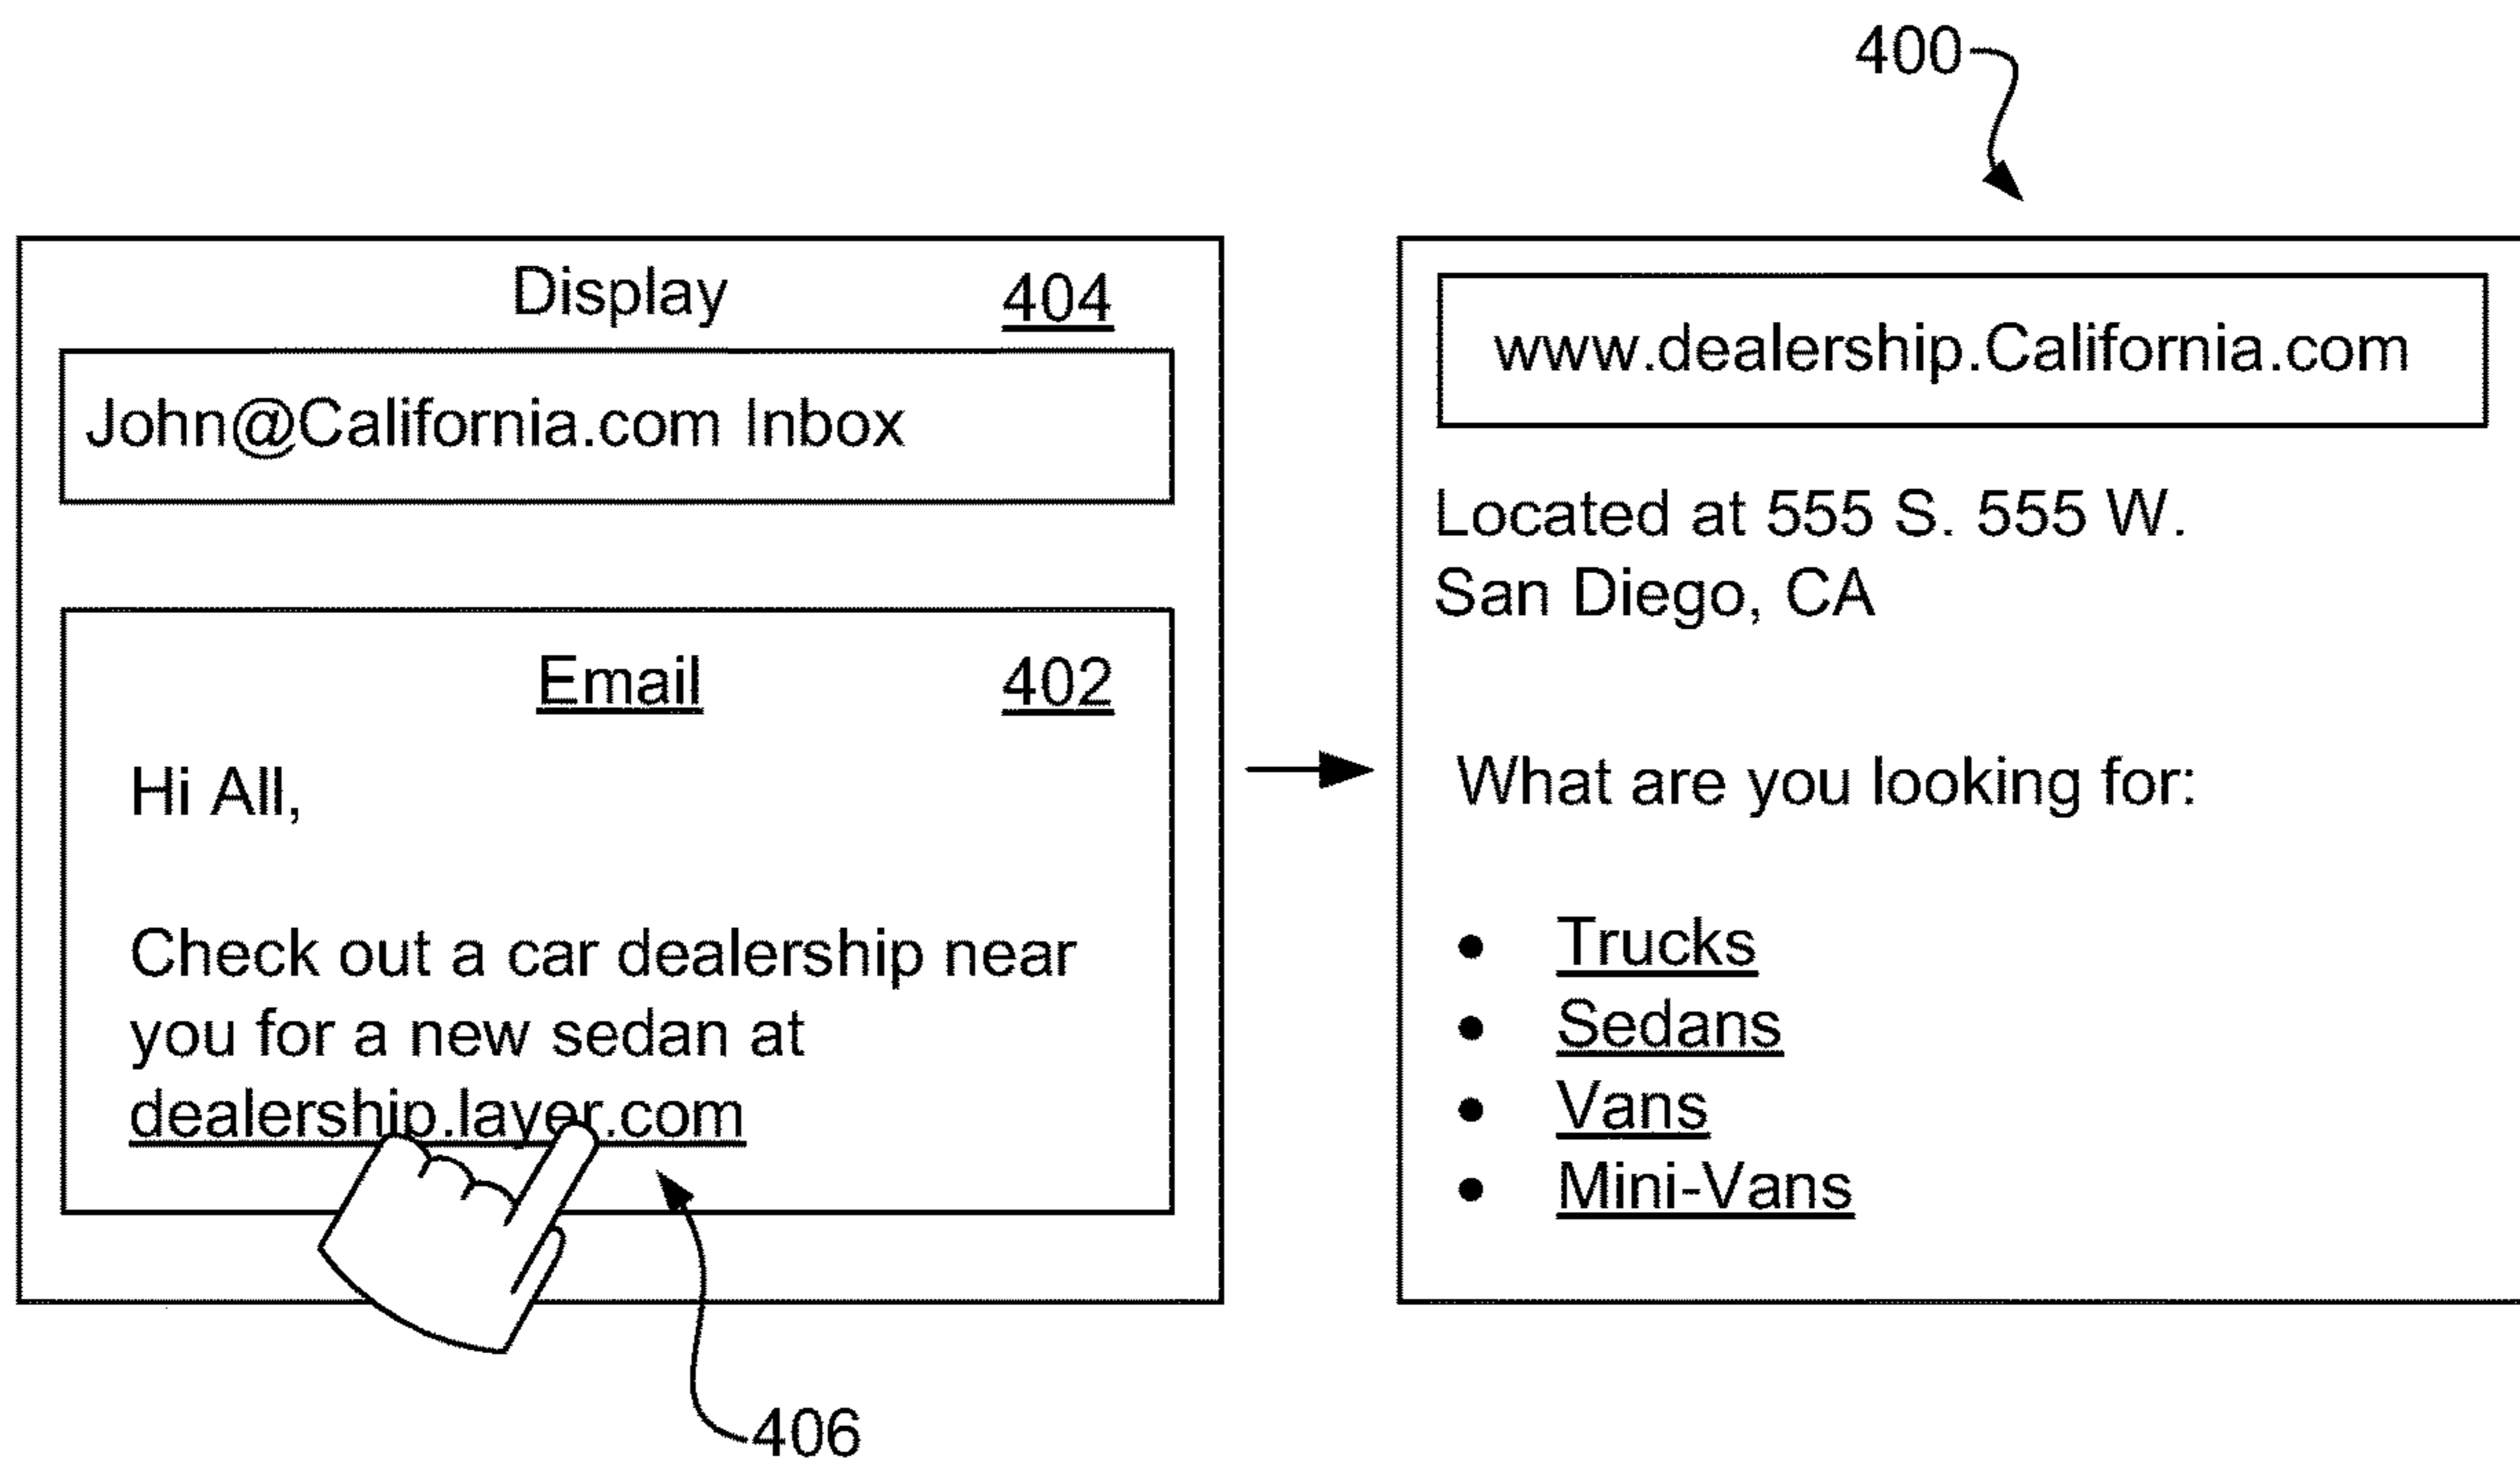 400
Display 404
John@California.com Inbox
Email 402
Hi All,
Check out a car dealership near
you for a new sedan at
dealership.layer.com
406
www.dealership.California.com
Located at 555 S. 555 W.
San Diego, CA
What are you looking for:
• Trucks
• Sedans
• Vans
• Mini-Vans